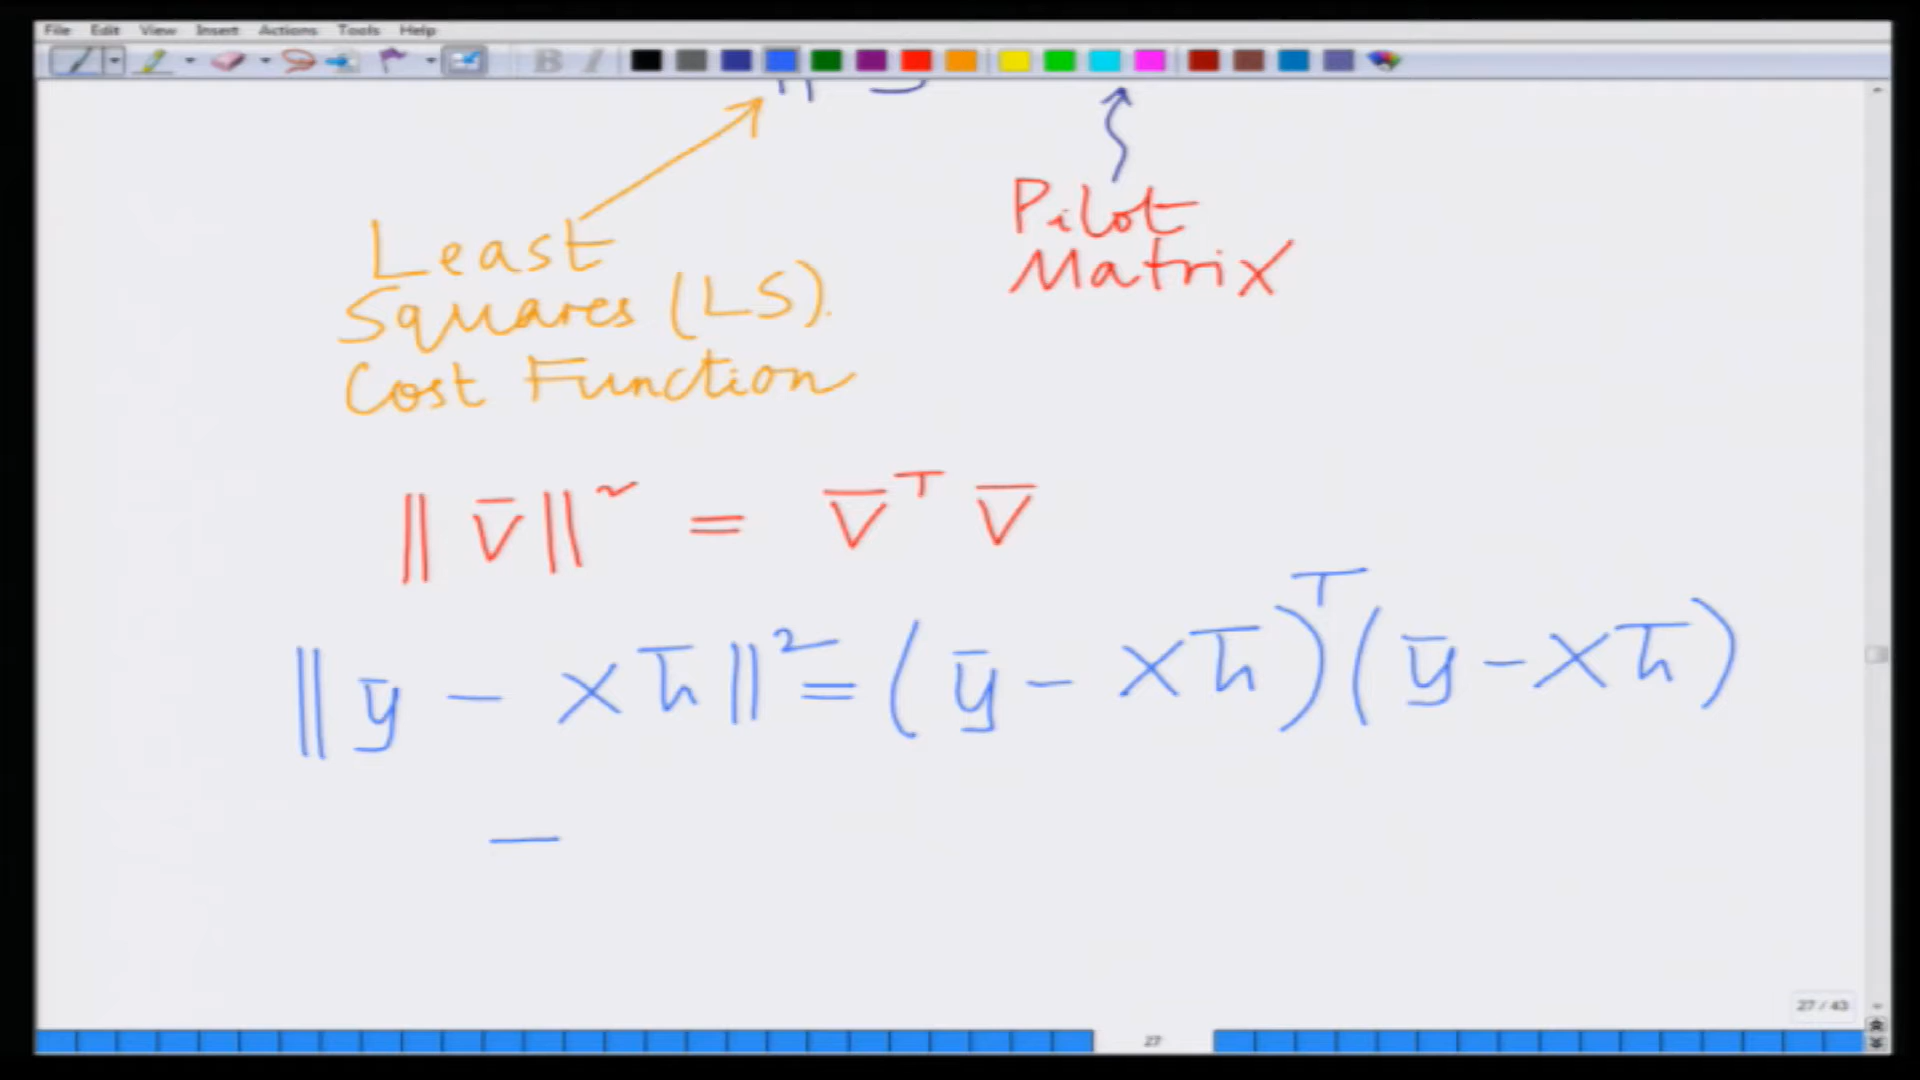 File Edit View Insert Actions Tools Help
B I
Pilot
Matrix
Least
Squares (LS).
Cost Function
‖ v̄ ‖² = v̄ᵀ v̄
‖ ȳ − X h̄ ‖² = (ȳ − X h̄)ᵀ (ȳ − X h̄)
27 / 43
27